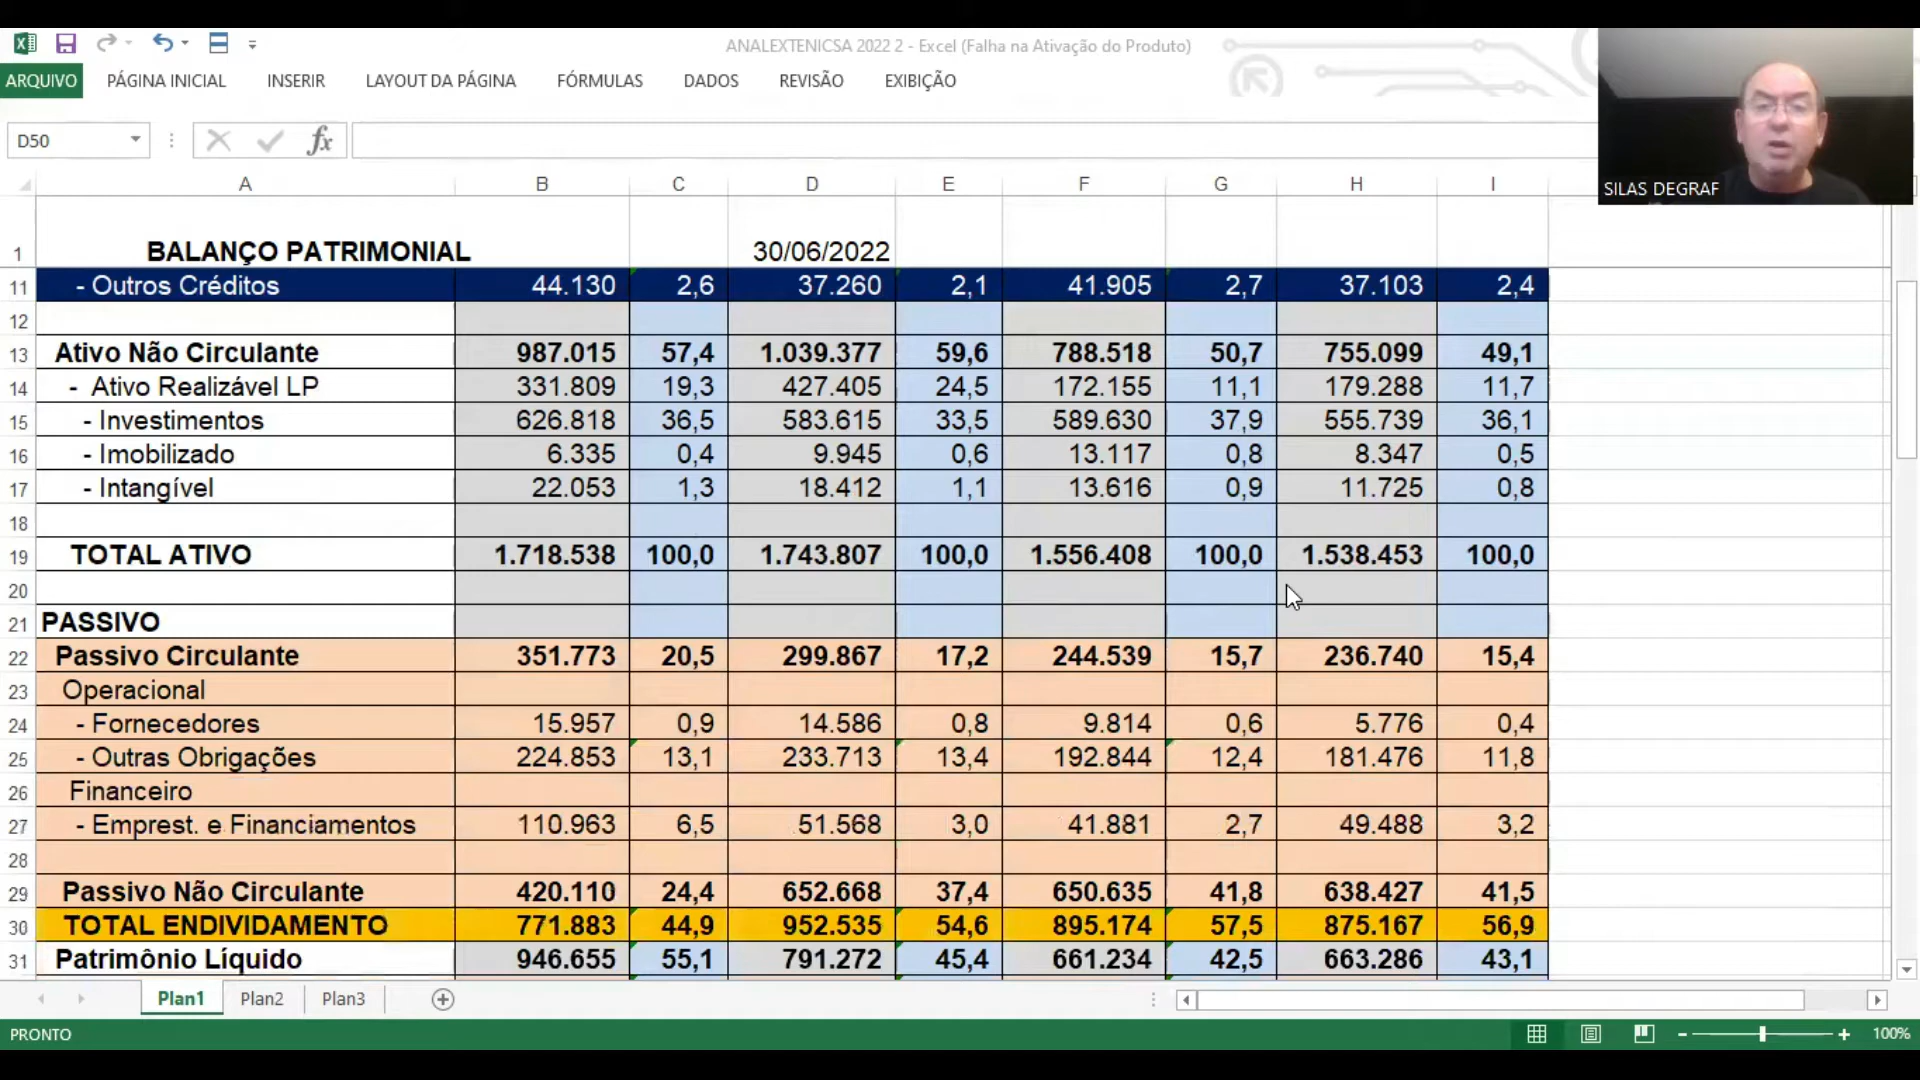 ANALEXTENICSA 2022 2 - Excel (Falha na Ativação do Produto)
ARQUIVO PÁGINA INICIAL INSERIR LAYOUT DA PÁGINA FÓRMULAS DADOS REVISÃO EXIBIÇÃO
D50 fx
SILAS DEGRAF
A B C D E F G H I
1 BALANÇO PATRIMONIAL 30/06/2022
11 - Outros Créditos 44.130 2,6 37.260 2,1 41.905 2,7 37.103 2,4
12
13 Ativo Não Circulante 987.015 57,4 1.039.377 59,6 788.518 50,7 755.099 49,1
14 - Ativo Realizável LP 331.809 19,3 427.405 24,5 172.155 11,1 179.288 11,7
15 - Investimentos 626.818 36,5 583.615 33,5 589.630 37,9 555.739 36,1
16 - Imobilizado 6.335 0,4 9.945 0,6 13.117 0,8 8.347 0,5
17 - Intangível 22.053 1,3 18.412 1,1 13.616 0,9 11.725 0,8
18
19 TOTAL ATIVO 1.718.538 100,0 1.743.807 100,0 1.556.408 100,0 1.538.453 100,0
20
21 PASSIVO
22 Passivo Circulante 351.773 20,5 299.867 17,2 244.539 15,7 236.740 15,4
23 Operacional
24 - Fornecedores 15.957 0,9 14.586 0,8 9.814 0,6 5.776 0,4
25 - Outras Obrigações 224.853 13,1 233.713 13,4 192.844 12,4 181.476 11,8
26 Financeiro
27 - Emprest. e Financiamentos 110.963 6,5 51.568 3,0 41.881 2,7 49.488 3,2
28
29 Passivo Não Circulante 420.110 24,4 652.668 37,4 650.635 41,8 638.427 41,5
30 TOTAL ENDIVIDAMENTO 771.883 44,9 952.535 54,6 895.174 57,5 875.167 56,9
31 Patrimônio Líquido 946.655 55,1 791.272 45,4 661.234 42,5 663.286 43,1
Plan1 Plan2 Plan3
PRONTO 100%